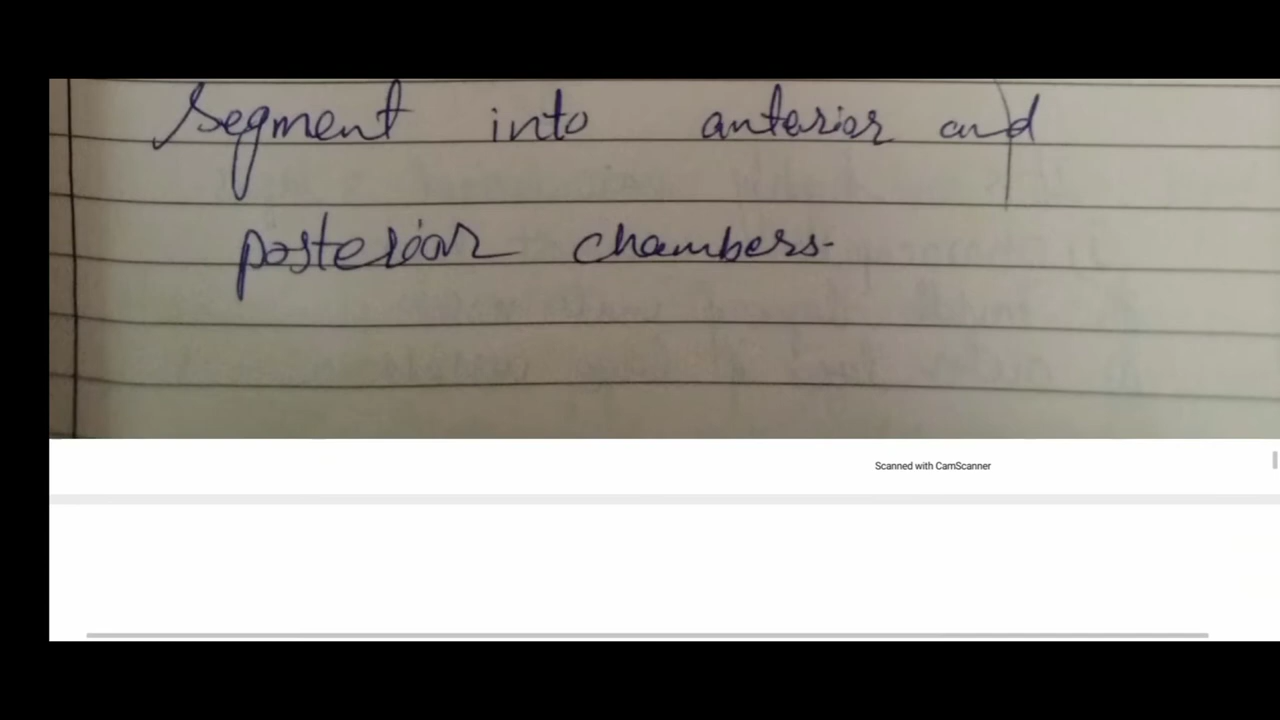 segment into anterior and
posterior chambers.
Scanned with CamScanner